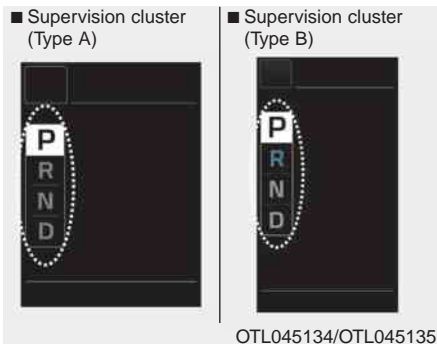 ■ Supervision cluster
(Type A)
P
R
N
D
■ Supervision cluster
(Type B)
P
R
N
D
OTL045134/OTL045135